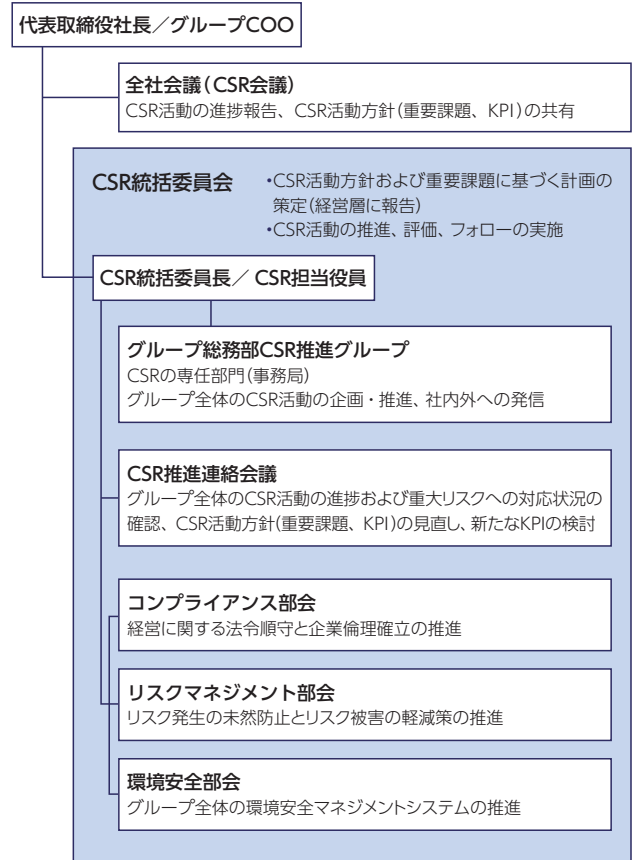 代表取締役社長／グループCOO
全社会議（CSR会議）
CSR活動の進捗報告、CSR活動方針（重要課題、KPI）の共有
CSR統括委員会
・CSR活動方針および重要課題に基づく計画の
策定（経営層に報告）
・CSR活動の推進、評価、フォローの実施
CSR統括委員長／ CSR担当役員
グループ総務部CSR推進グループ
CSRの専任部門（事務局）
グループ全体のCSR活動の企画・推進、社内外への発信
CSR推進連絡会議
グループ全体のCSR活動の進捗および重大リスクへの対応状況の
確認、CSR活動方針（重要課題、KPI）の見直し、新たなKPIの検討
コンプライアンス部会
経営に関する法令順守と企業倫理確立の推進
リスクマネジメント部会
リスク発生の未然防止とリスク被害の軽減策の推進
環境安全部会
グループ全体の環境安全マネジメントシステムの推進